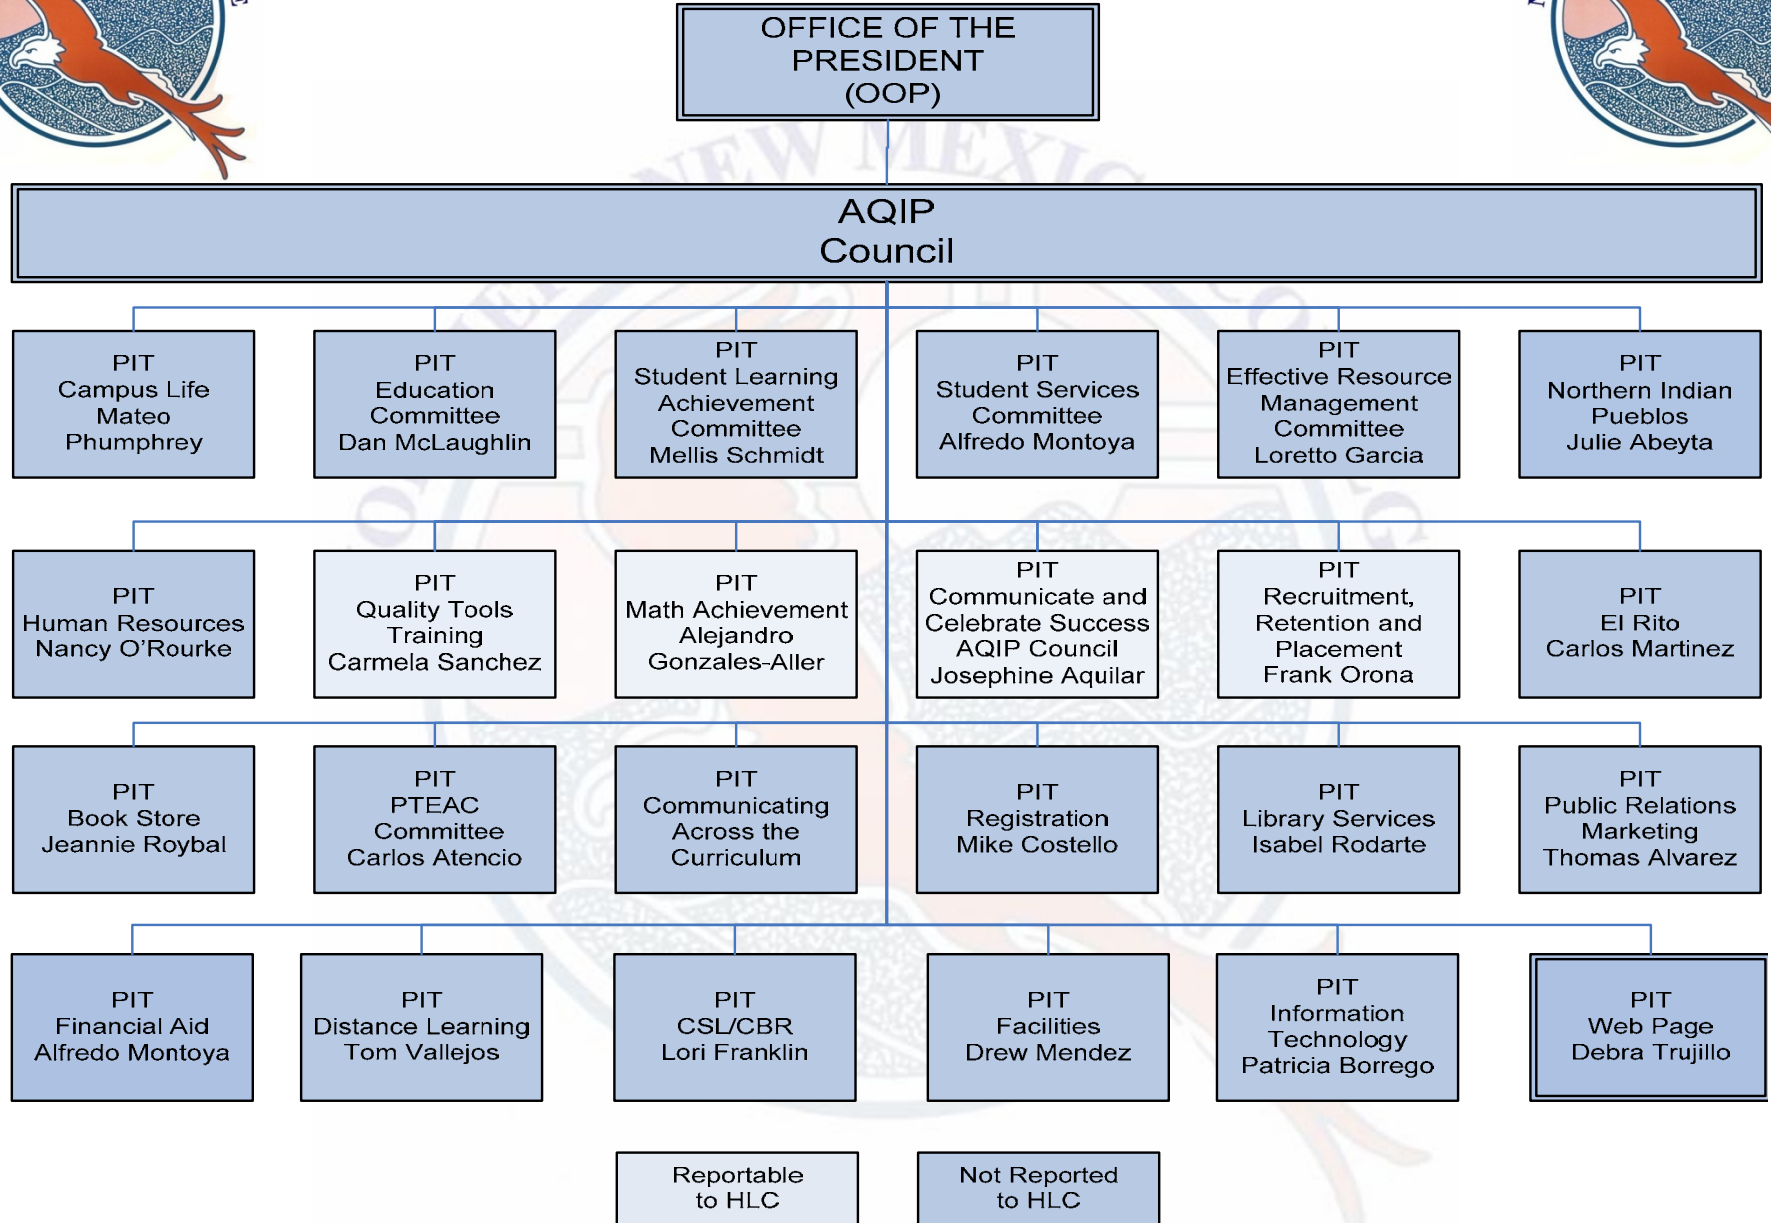 OFFICE OF THE
PRESIDENT
(OOP)
NEW MEXICO
AQIP
Council
PIT
Campus Life
Mateo
Phumphrey
PIT
Education
Committee
Dan McLaughlin
PIT
Student Learning
Achievement
Committee
Mellis Schmidt
PIT
Student Services
Committee
Alfredo Montoya
PIT
Effective Resource
Management
Committee
Loretto Garcia
PIT
Northern Indian
Pueblos
Julie Abeyta
PIT
Human Resources
Nancy O'Rourke
PIT
Quality Tools
Training
Carmela Sanchez
PIT
Math Achievement
Alejandro
Gonzales-Aller
PIT
Communicate and
Celebrate Success
AQIP Council
Josephine Aquilar
PIT
Recruitment,
Retention and
Placement
Frank Orona
PIT
El Rito
Carlos Martinez
PIT
Book Store
Jeannie Roybal
PIT
PTEAC
Committee
Carlos Atencio
PIT
Communicating
Across the
Curriculum
PIT
Registration
Mike Costello
PIT
Library Services
Isabel Rodarte
PIT
Public Relations
Marketing
Thomas Alvarez
PIT
Financial Aid
Alfredo Montoya
PIT
Distance Learning
Tom Vallejos
PIT
CSL/CBR
Lori Franklin
PIT
Facilities
Drew Mendez
PIT
Information
Technology
Patricia Borrego
PIT
Web Page
Debra Trujillo
Reportable
to HLC
Not Reported
to HLC